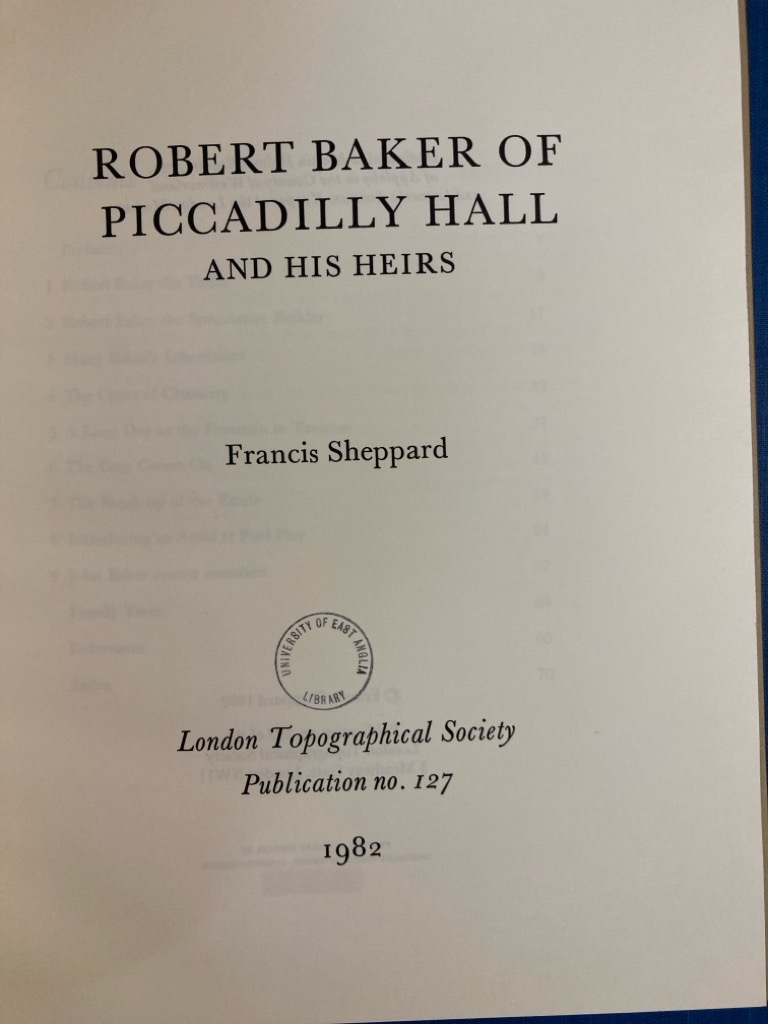 ROBERT BAKER OF
PICCADILLY HALL
AND HIS HEIRS
Francis Sheppard
UNIVERSITY OF EAST ANGLIA
LIBRARY
London Topographical Society
Publication no. 127
1982